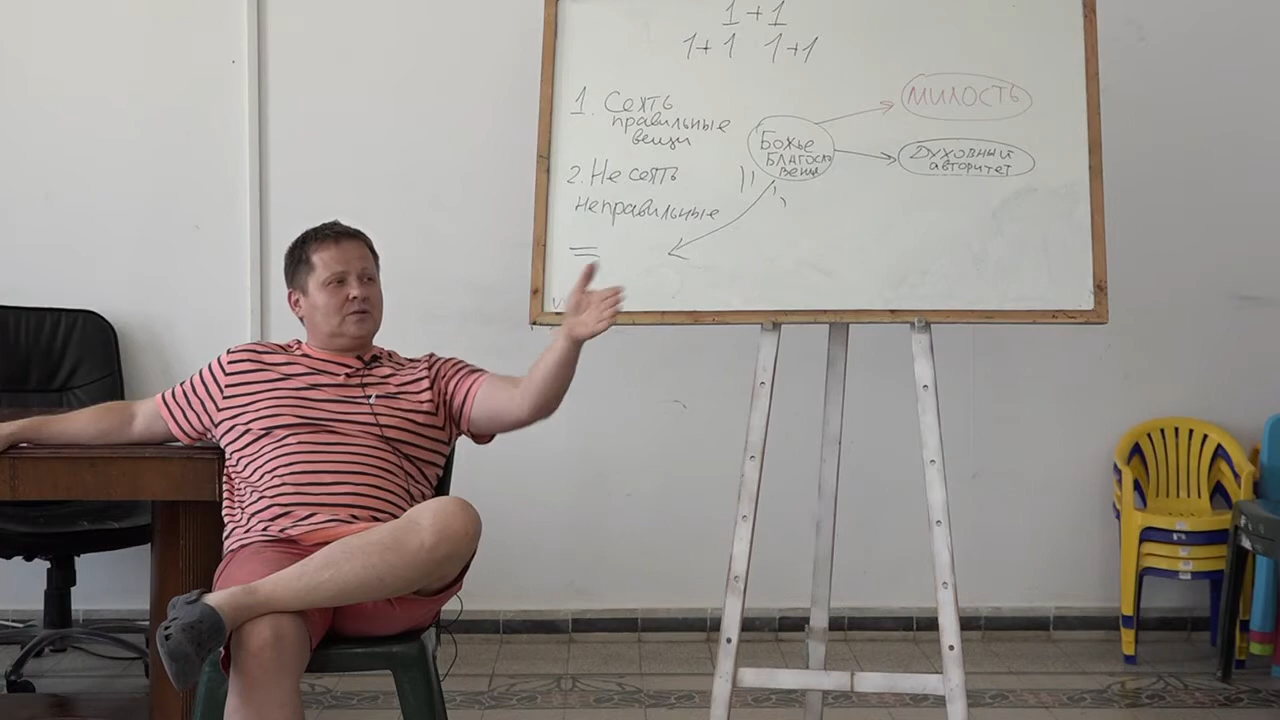 1+1
1+1 1+1
1. Сеять
правильные
вещи
2. Не сеять
неправильные
=
Божье
Благосло
вение
МИЛОСТЬ
Духовный
авторитет